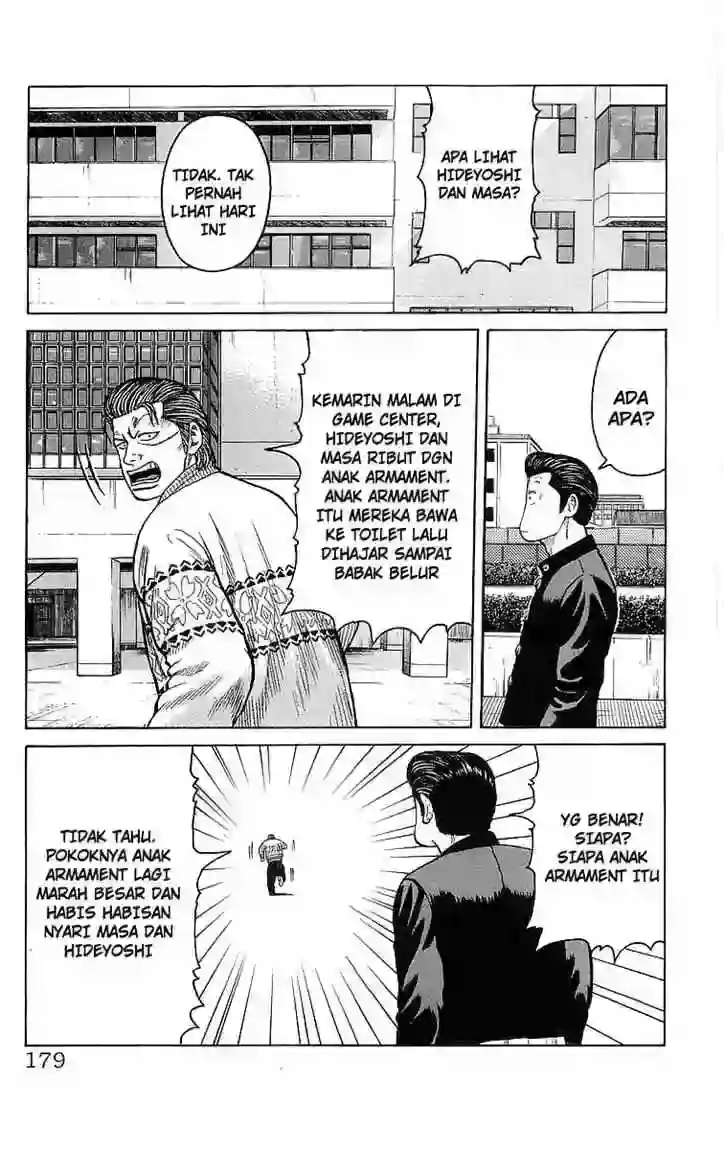 APA LIHAT
HIDEYOSHI
DAN MASA?
TIDAK. TAK
PERNAH
LIHAT HARI
INI
ADA
APA?
KEMARIN MALAM DI
GAME CENTER,
HIDEYOSHI DAN
MASA RIBUT DGN
ANAK ARMAMENT.
ANAK ARMAMENT
ITU MEREKA BAWA
KE TOILET LALU
DIHAJAR SAMPAI
BABAK BELUR
YG BENAR!
SIAPA?
SIAPA ANAK
ARMAMENT ITU
TIDAK TAHU.
POKOKNYA ANAK
ARMAMENT LAGI
MARAH BESAR DAN
HABIS HABISAN
NYARI MASA DAN
HIDEYOSHI
179